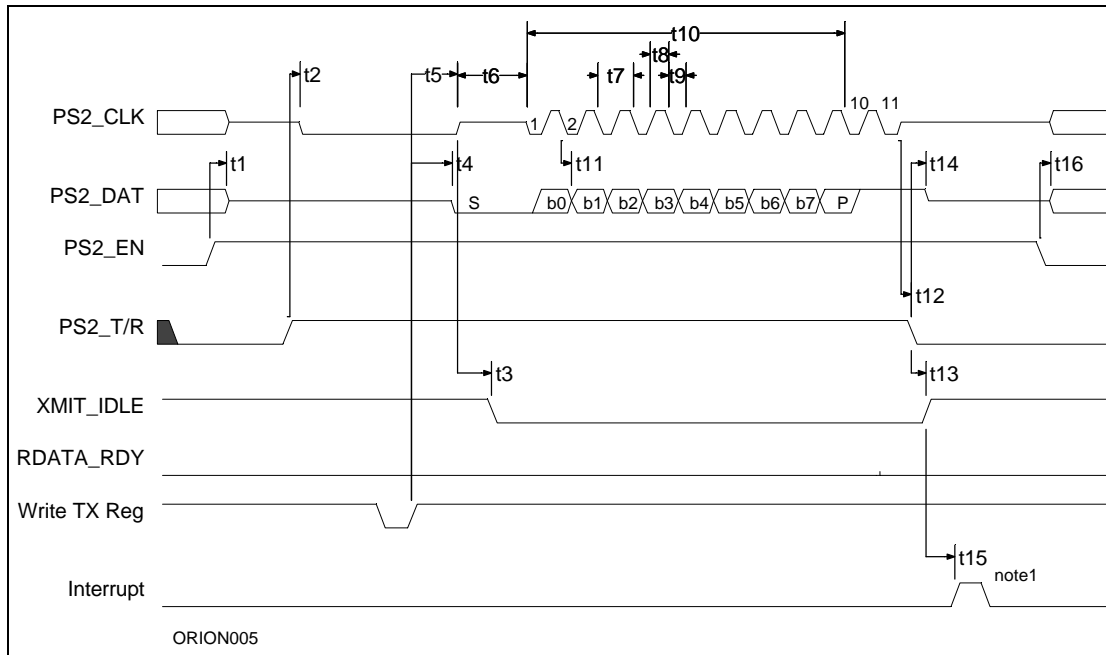 t10
t8
t2
t5
t6
t7
t9
PS2_CLK
1
2
10
11
t1
t4
t11
t14
t16
PS2_DAT
S
b0
b1
b2
b3
b4
b5
b6
b7
P
PS2_EN
t12
PS2_T/R
t3
t13
XMIT_IDLE
RDATA_RDY
Write TX Reg
t15
note1
Interrupt
ORION005